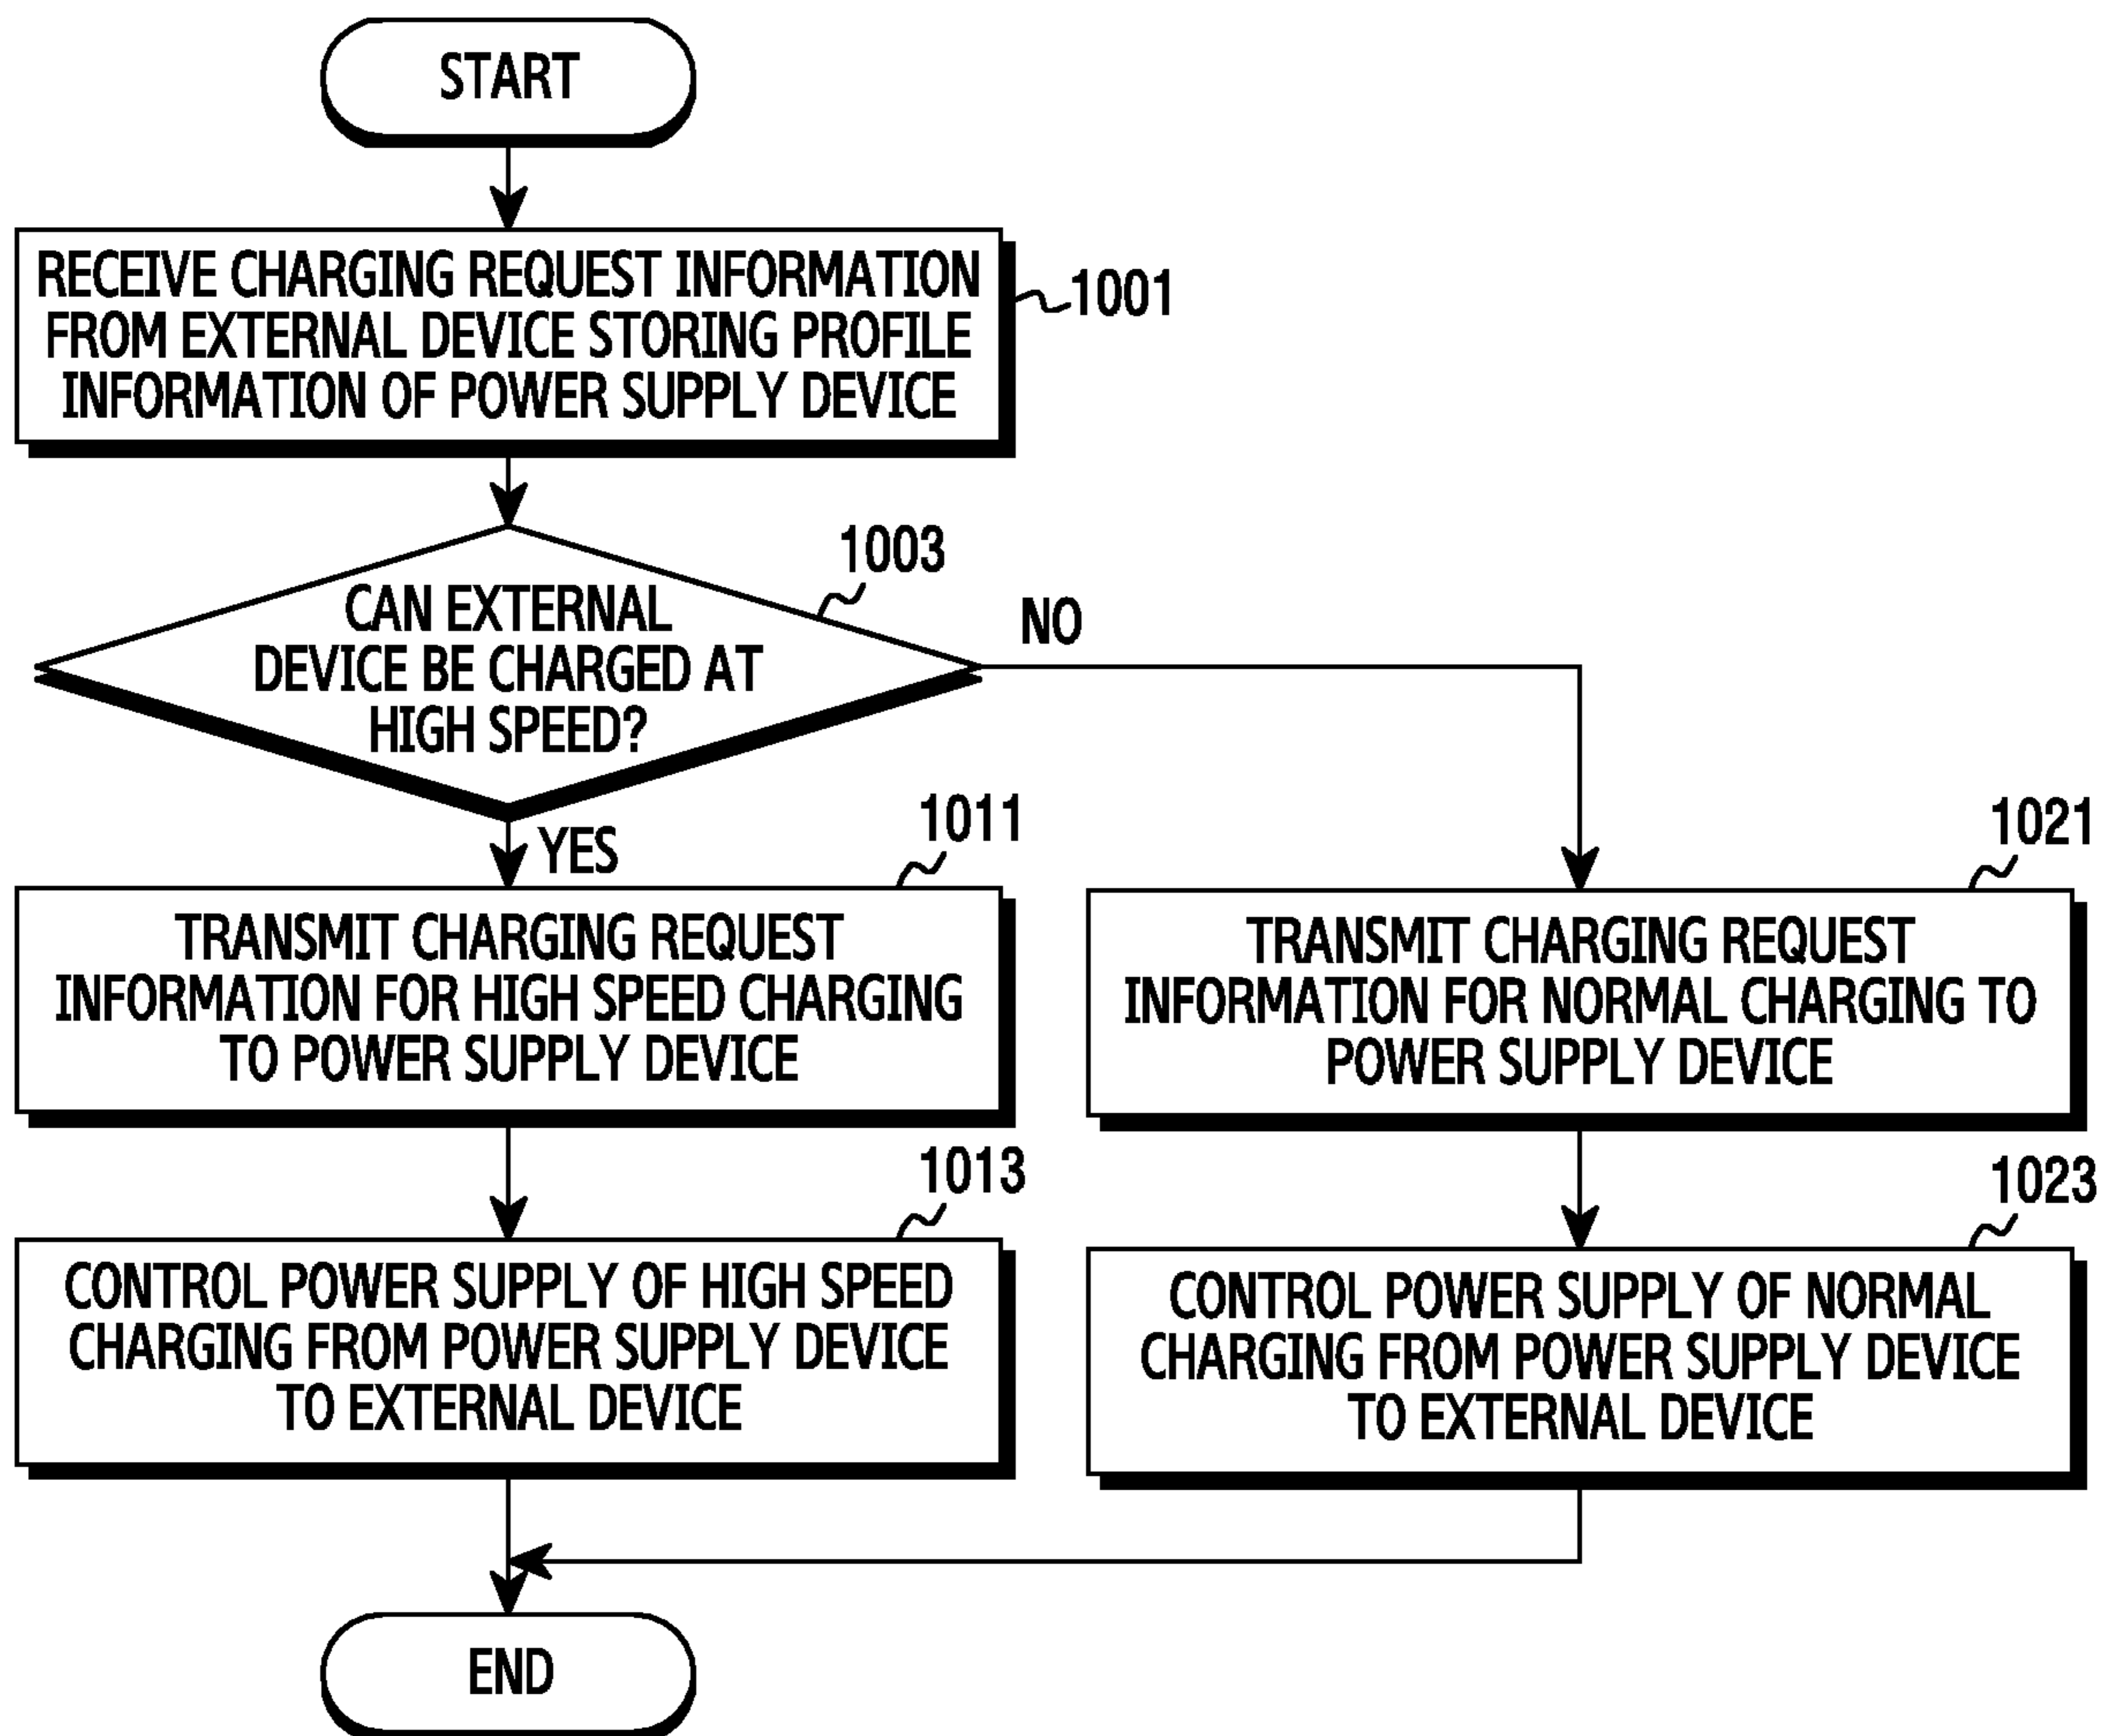 START
RECEIVE CHARGING REQUEST INFORMATION
FROM EXTERNAL DEVICE STORING PROFILE
INFORMATION OF POWER SUPPLY DEVICE
1001
1003
CAN EXTERNAL
DEVICE BE CHARGED AT
HIGH SPEED?
NO
YES
1011
TRANSMIT CHARGING REQUEST
INFORMATION FOR HIGH SPEED CHARGING
TO POWER SUPPLY DEVICE
1021
TRANSMIT CHARGING REQUEST
INFORMATION FOR NORMAL CHARGING TO
POWER SUPPLY DEVICE
1013
CONTROL POWER SUPPLY OF HIGH SPEED
CHARGING FROM POWER SUPPLY DEVICE
TO EXTERNAL DEVICE
1023
CONTROL POWER SUPPLY OF NORMAL
CHARGING FROM POWER SUPPLY DEVICE
TO EXTERNAL DEVICE
END